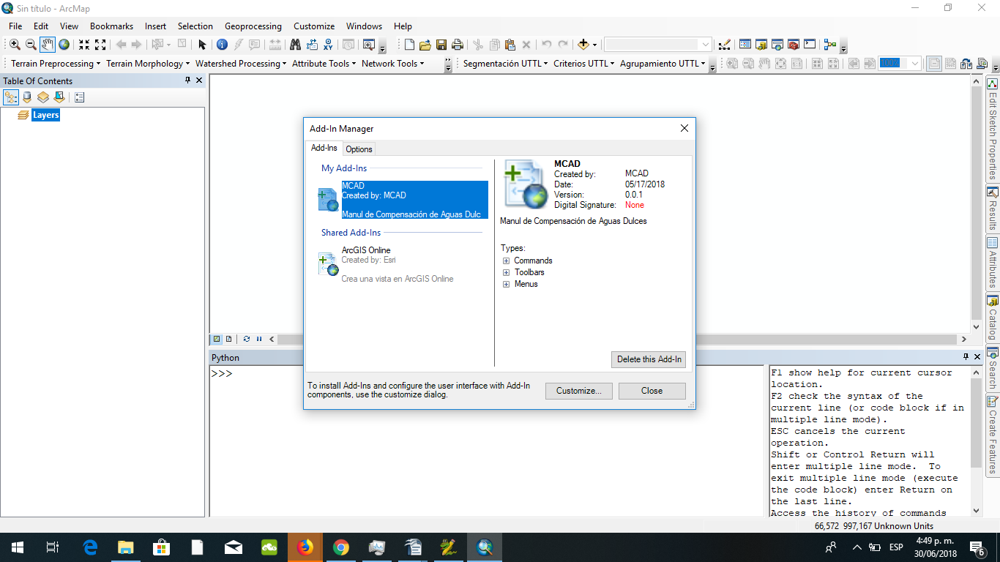 Sin título - ArcMap
File Edit View Bookmarks Insert Selection Geoprocessing Customize Windows Help
Terrain Preprocessing Terrain Morphology Watershed Processing Attribute Tools Network Tools Segmentación UTTL Criterios UTTL Agrupamiento UTTL 100%
Table Of Contents
Layers
Add-In Manager
Add-Ins Options
My Add-Ins
MCAD
Created by: MCAD
Manul de Compensación de Aguas Dulc
Shared Add-Ins
ArcGIS Online
Created by: Esri
Crea una vista en ArcGIS Online
MCAD
Created by: MCAD
Date: 05/17/2018
Version: 0.0.1
Digital Signature: None
Manul de Compensación de Aguas Dulces
Types:
Commands
Toolbars
Menus
Delete this Add-In
To install Add-Ins and configure the user interface with Add-In
components, use the customize dialog.
Customize...
Close
Python
>>>
F1 show help for current cursor
location.
F2 check the syntax of the
current line (or code block if in
multiple line mode).
ESC cancels the current
operation.
Shift or Control Return will
enter multiple line mode. To
exit multiple line mode (execute
the code block) enter Return on
the last line.
Access the history of commands
Edit Sketch Properties
Results
Attributes
Catalog
Search
Create Features
66,572 997,167 Unknown Units
ESP
4:49 p. m.
30/06/2018
6